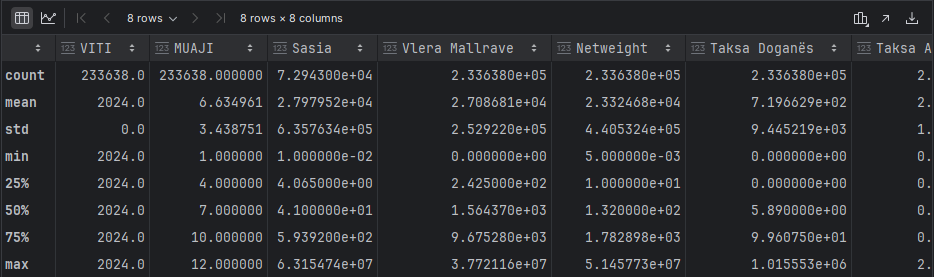 8 rows 8 rows × 8 columns
123 VITI 123 MUAJI 123 Sasia 123 Vlera Mallrave 123 Netweight 123 Taksa Doganës 123 Taksa A
count 233638.0 233638.000000 7.294300e+04 2.336380e+05 2.336380e+05 2.336380e+05 2.
mean 2024.0 6.634961 2.797952e+04 2.708681e+04 2.332468e+04 7.196629e+02 2.
std 0.0 3.438751 6.357634e+05 2.529220e+05 4.405324e+05 9.445219e+03 1.
min 2024.0 1.000000 1.000000e-02 0.000000e+00 5.000000e-03 0.000000e+00 0.
25% 2024.0 4.000000 4.065000e+00 2.425000e+02 1.000000e+01 0.000000e+00 0.
50% 2024.0 7.000000 4.100000e+01 1.564370e+03 1.320000e+02 5.890000e+00 0.
75% 2024.0 10.000000 5.939200e+02 9.675280e+03 1.782898e+03 9.960750e+01 0.
max 2024.0 12.000000 6.315474e+07 3.772116e+07 5.145773e+07 1.015553e+06 2.